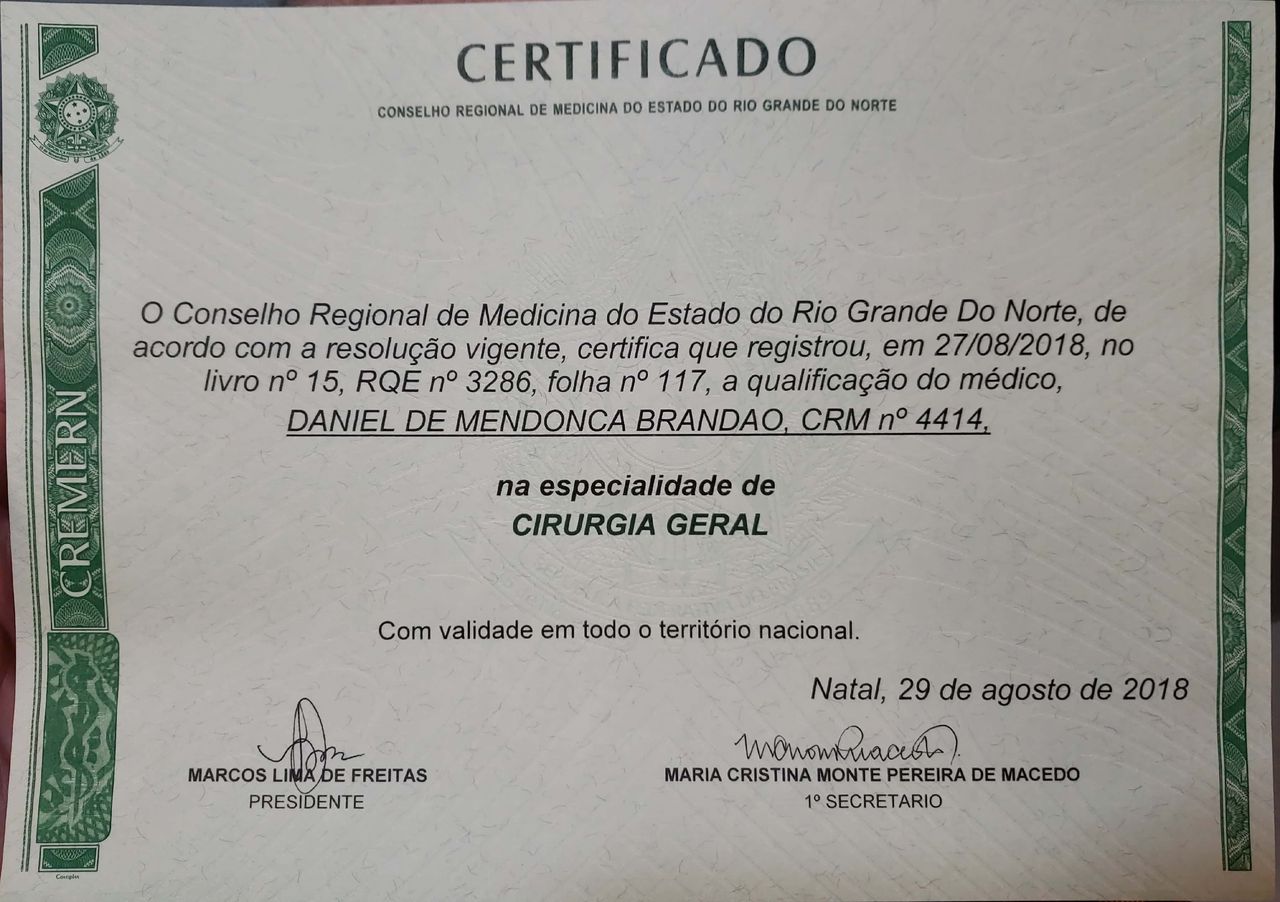 CERTIFICADO
CONSELHO REGIONAL DE MEDICINA DO ESTADO DO RIO GRANDE DO NORTE
O Conselho Regional de Medicina do Estado do Rio Grande Do Norte, de
acordo com a resolução vigente, certifica que registrou, em 27/08/2018, no
livro nº 15, RQE nº 3286, folha nº 117, a qualificação do médico,
DANIEL DE MENDONCA BRANDAO, CRM nº 4414,
na especialidade de
CIRURGIA GERAL
Com validade em todo o território nacional.
Natal, 29 de agosto de 2018
MARCOS LIMA DE FREITAS
PRESIDENTE
MARIA CRISTINA MONTE PEREIRA DE MACEDO
1º SECRETARIO
CREMERN